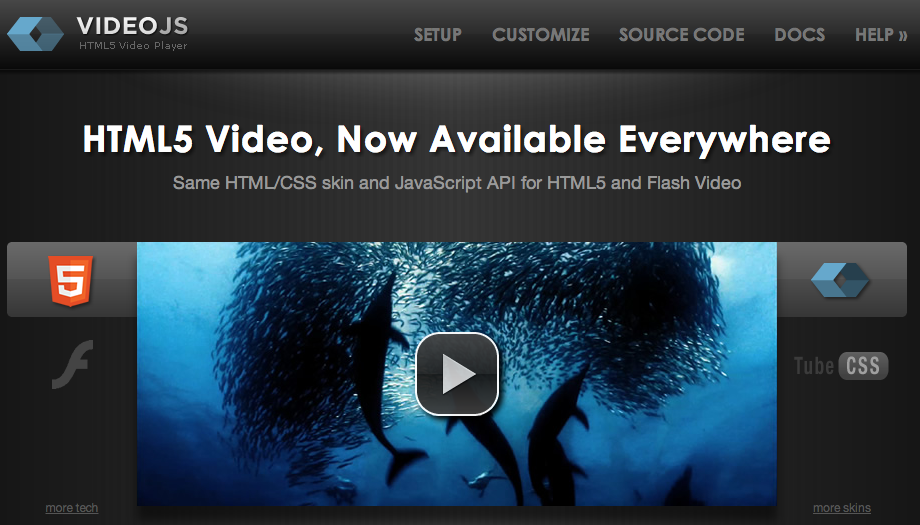 VIDEOJS
HTML5 Video Player
SETUP CUSTOMIZE SOURCE CODE DOCS HELP »
HTML5 Video, Now Available Everywhere
Same HTML/CSS skin and JavaScript API for HTML5 and Flash Video
5
Tube CSS
more tech
more skins